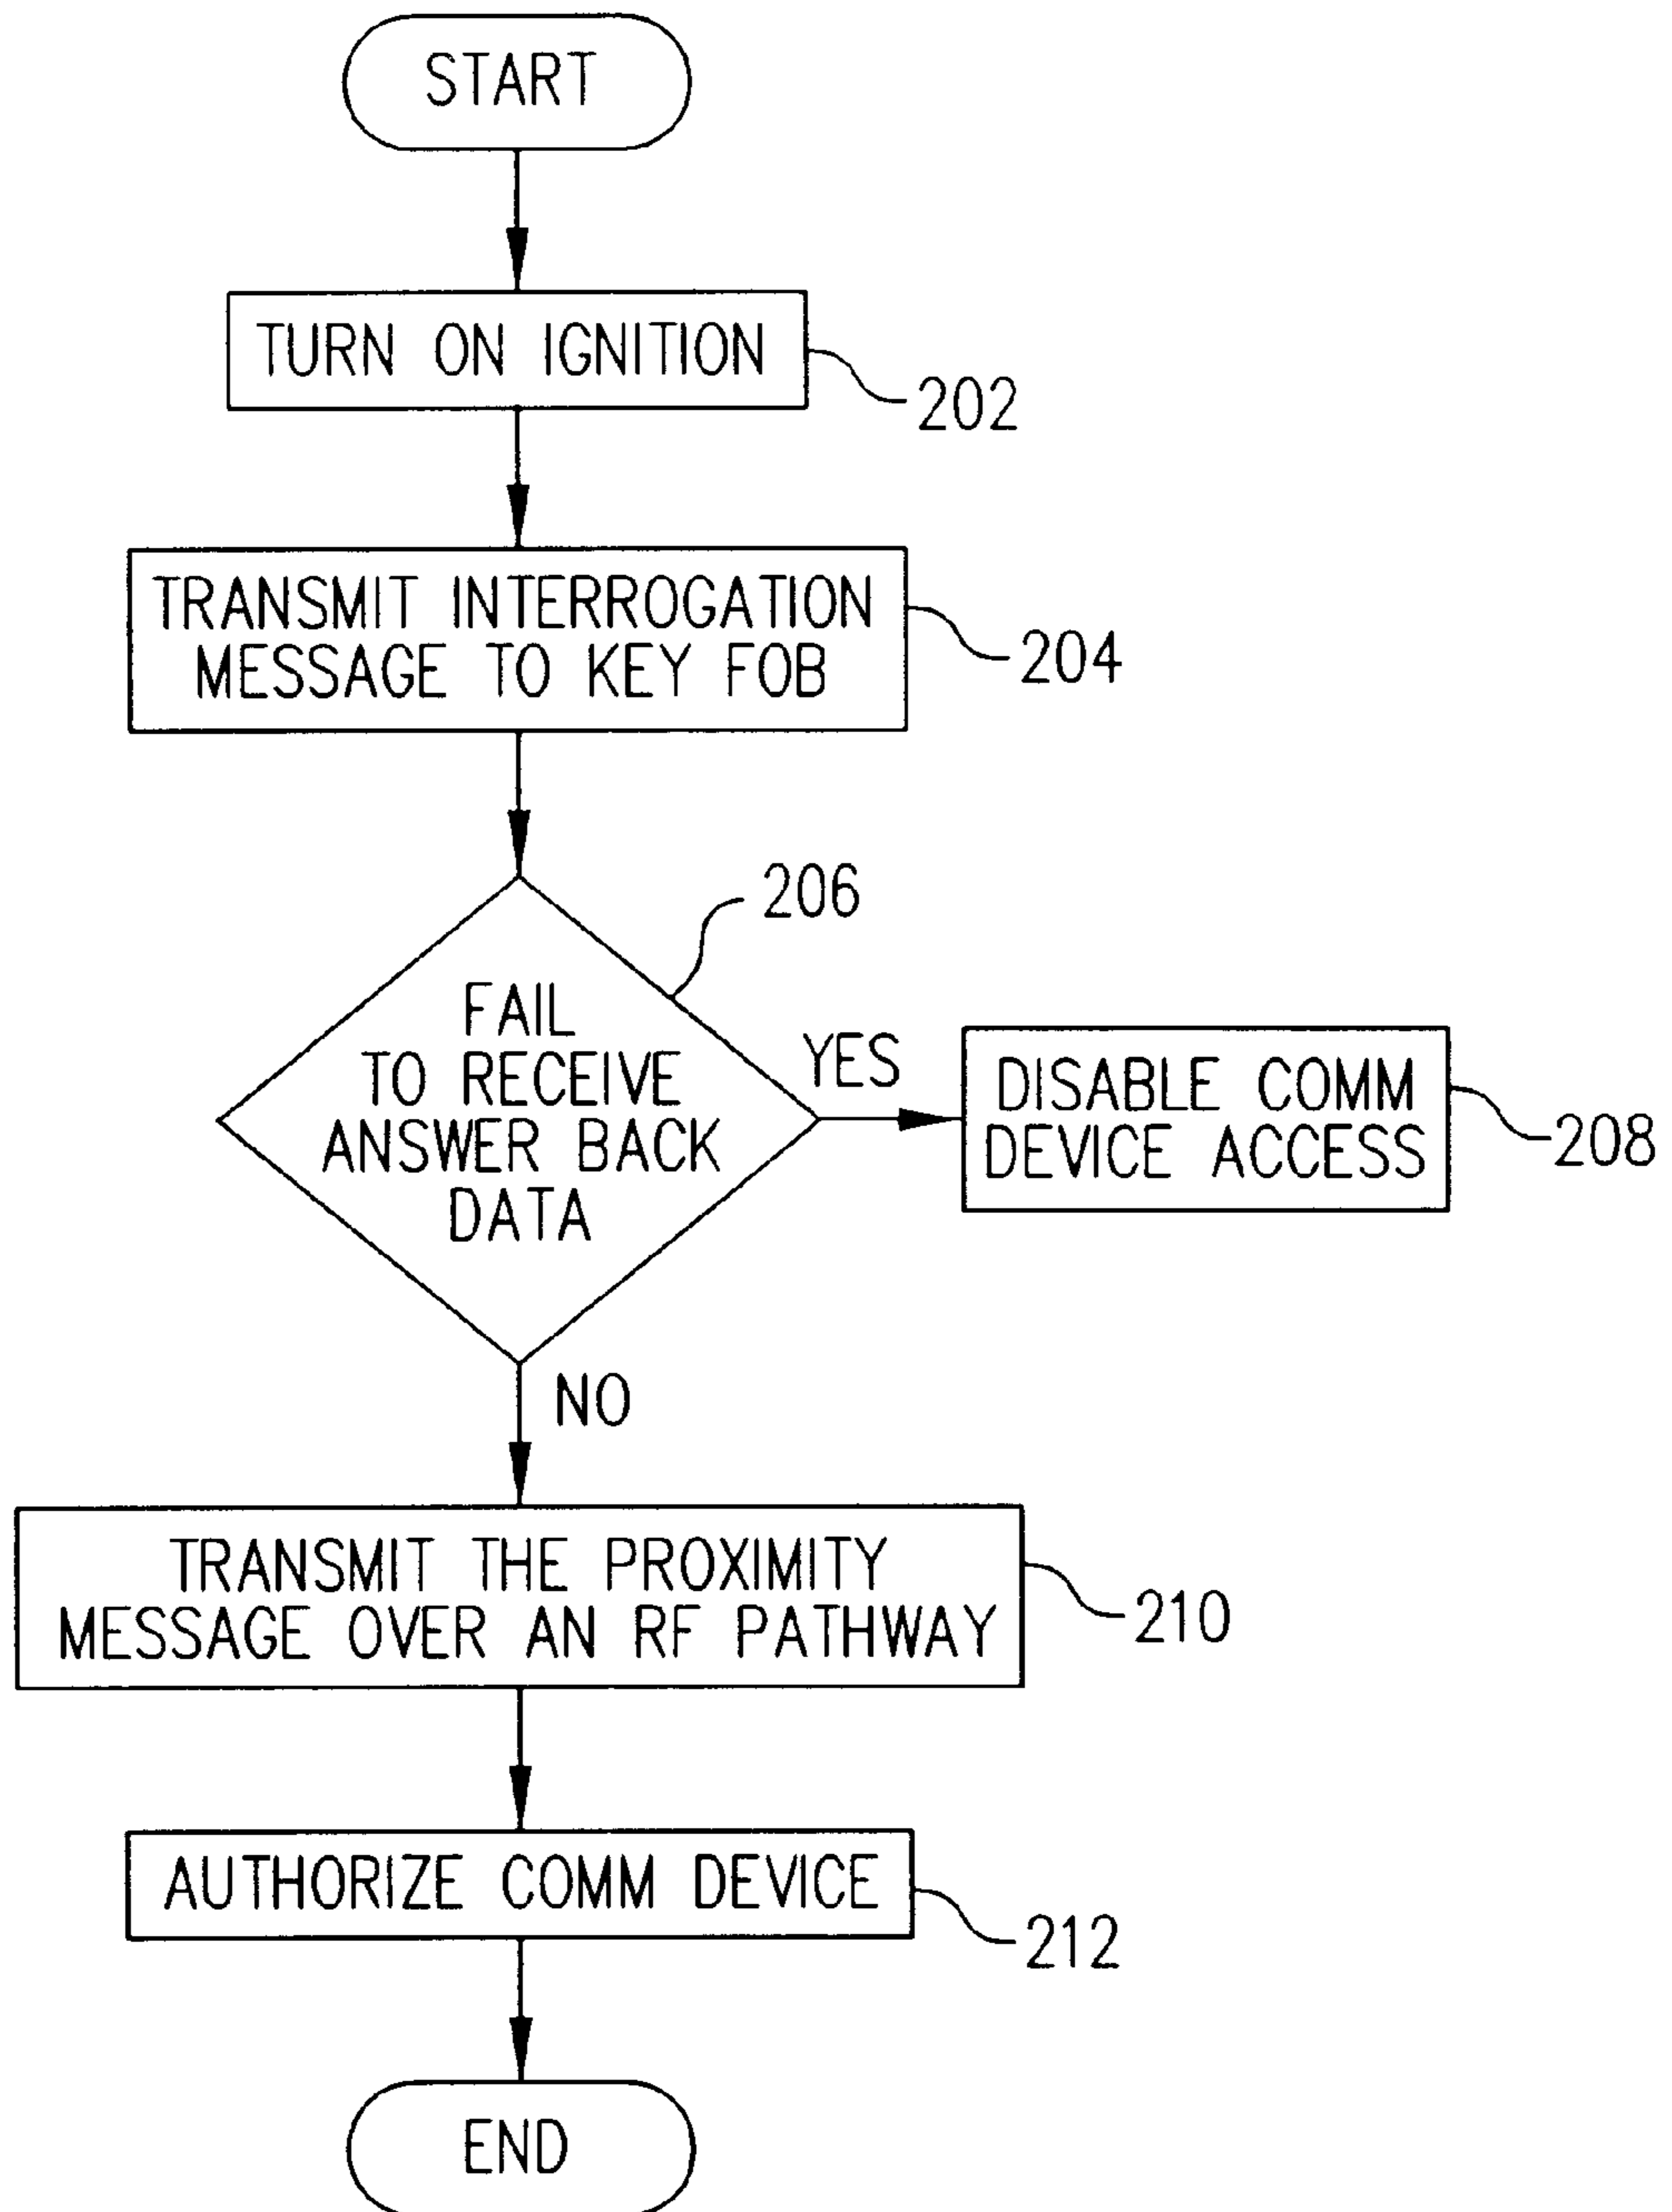 START
TURN ON IGNITION
202
TRANSMIT INTERROGATION
MESSAGE TO KEY FOB
204
206
FAIL
TO RECEIVE
ANSWER BACK
DATA
YES
DISABLE COMM
DEVICE ACCESS
208
NO
TRANSMIT THE PROXIMITY
MESSAGE OVER AN RF PATHWAY
210
AUTHORIZE COMM DEVICE
212
END